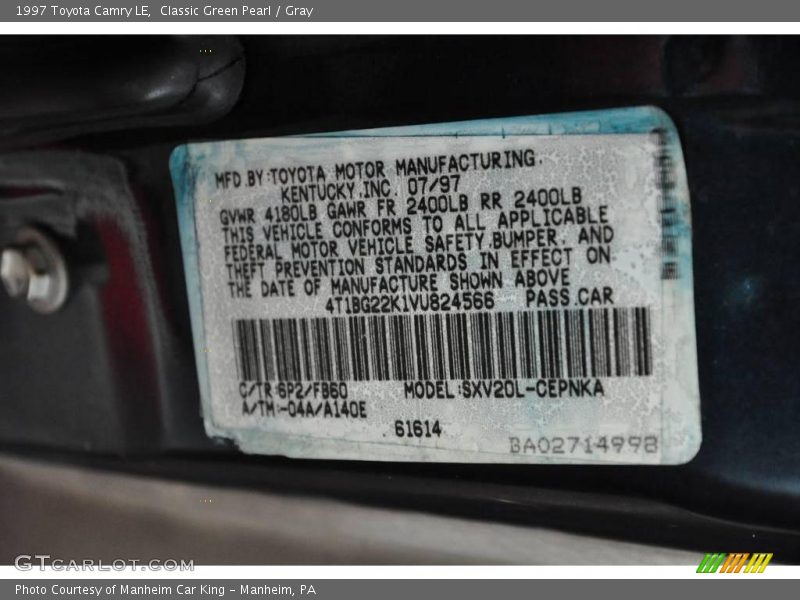 1997 Toyota Camry LE, Classic Green Pearl / Gray
MFD BY:TOYOTA MOTOR MANUFACTURING,
KENTUCKY,INC. 07/97
GVWR 4180LB GAWR FR 2400LB RR 2400LB
THIS VEHICLE CONFORMS TO ALL APPLICABLE
FEDERAL MOTOR VEHICLE SAFETY,BUMPER, AND
THEFT PREVENTION STANDARDS IN EFFECT ON
THE DATE OF MANUFACTURE SHOWN ABOVE
4T1BG22K1VU824566 PASS.CAR
C/TR:6P2/FB60 MODEL:SXV20L-CEPNKA
A/TM:-04A/A140E
61614
BA02714998
GTCARLOT.COM
Photo Courtesy of Manheim Car King - Manheim, PA